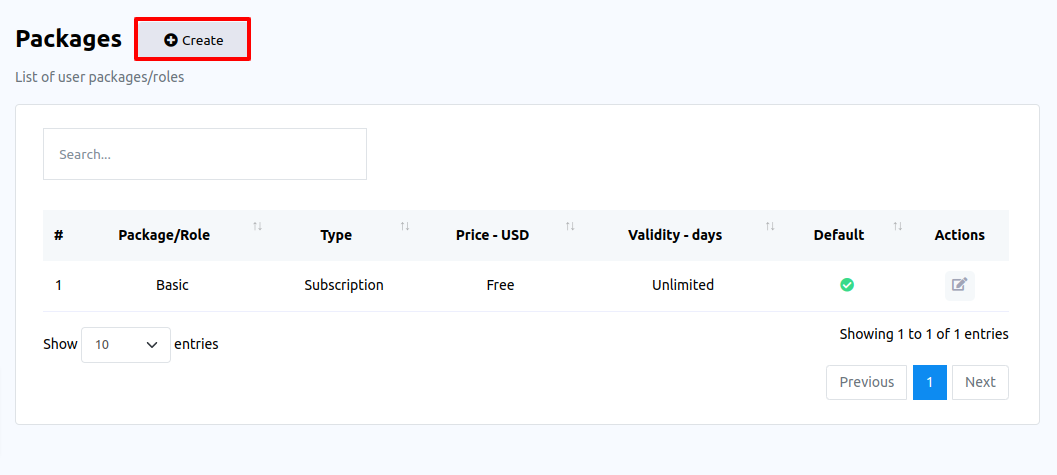 Packages Create
List of user packages/roles
Search...
# Package/Role Type Price - USD Validity - days Default Actions
1 Basic Subscription Free Unlimited
Show 10 entries
Showing 1 to 1 of 1 entries
Previous 1 Next